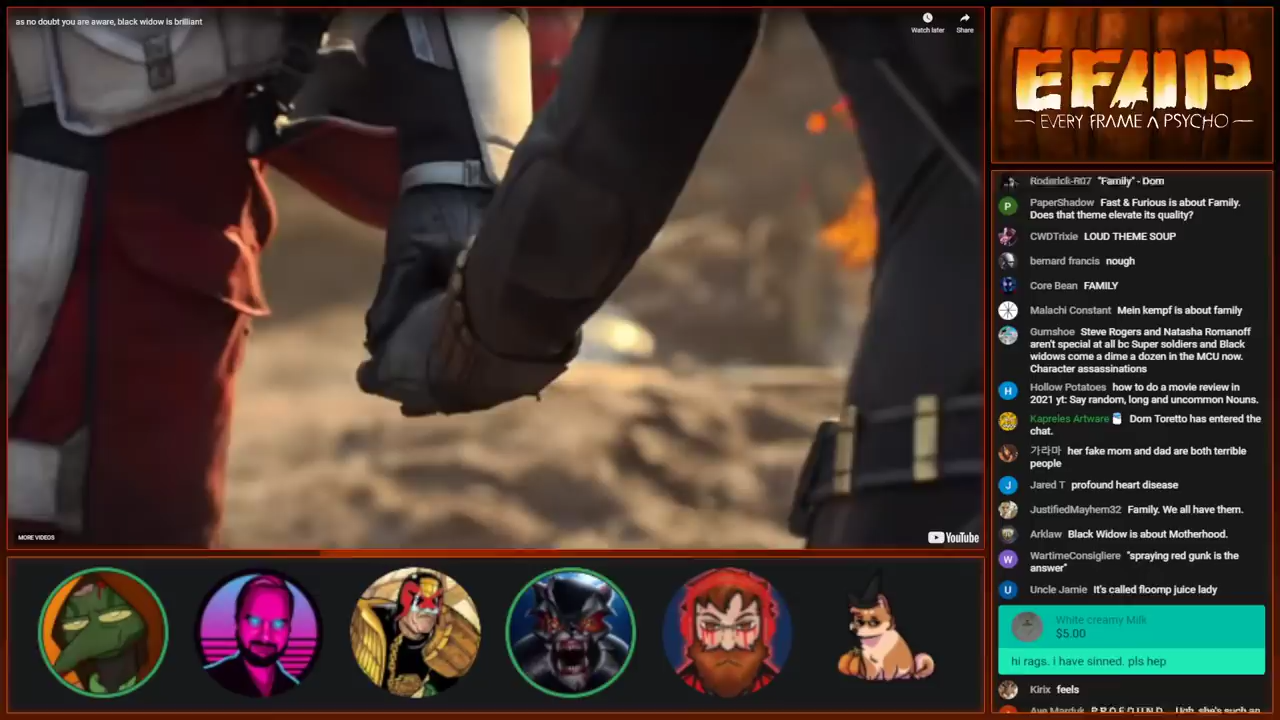 as no doubt you are aware, black widow is brilliant
Watch later
Share
MORE VIDEOS
YouTube
EFAP
EVERY FRAME A PSYCHO
Roderick-R07 "Family" - Dom
P
PaperShadow Fast & Furious is about Family.
Does that theme elevate its quality?
CWDTrixie LOUD THEME SOUP
bernard francis nough
Core Bean FAMILY
Malachi Constant Mein kempf is about family
Gumshoe Steve Rogers and Natasha Romanoff
aren't special at all bc Super soldiers and Black
widows come a dime a dozen in the MCU now.
Character assassinations
H
Hollow Potatoes how to do a movie review in
2021 yt: Say random, long and uncommon Nouns.
Kapreles Artware Dom Toretto has entered the
chat.
가라마 her fake mom and dad are both terrible
people
J
Jared T profound heart disease
JustifiedMayhem32 Family. We all have them.
Arklaw Black Widow is about Motherhood.
W
WartimeConsigliere "spraying red gunk is the
answer"
U
Uncle Jamie It's called floomp juice lady
White creamy Milk
$5.00
hi rags. i have sinned. pls hep
Kirix feels
Ave Marduk P R O F O U N D... Ugh, she's such an